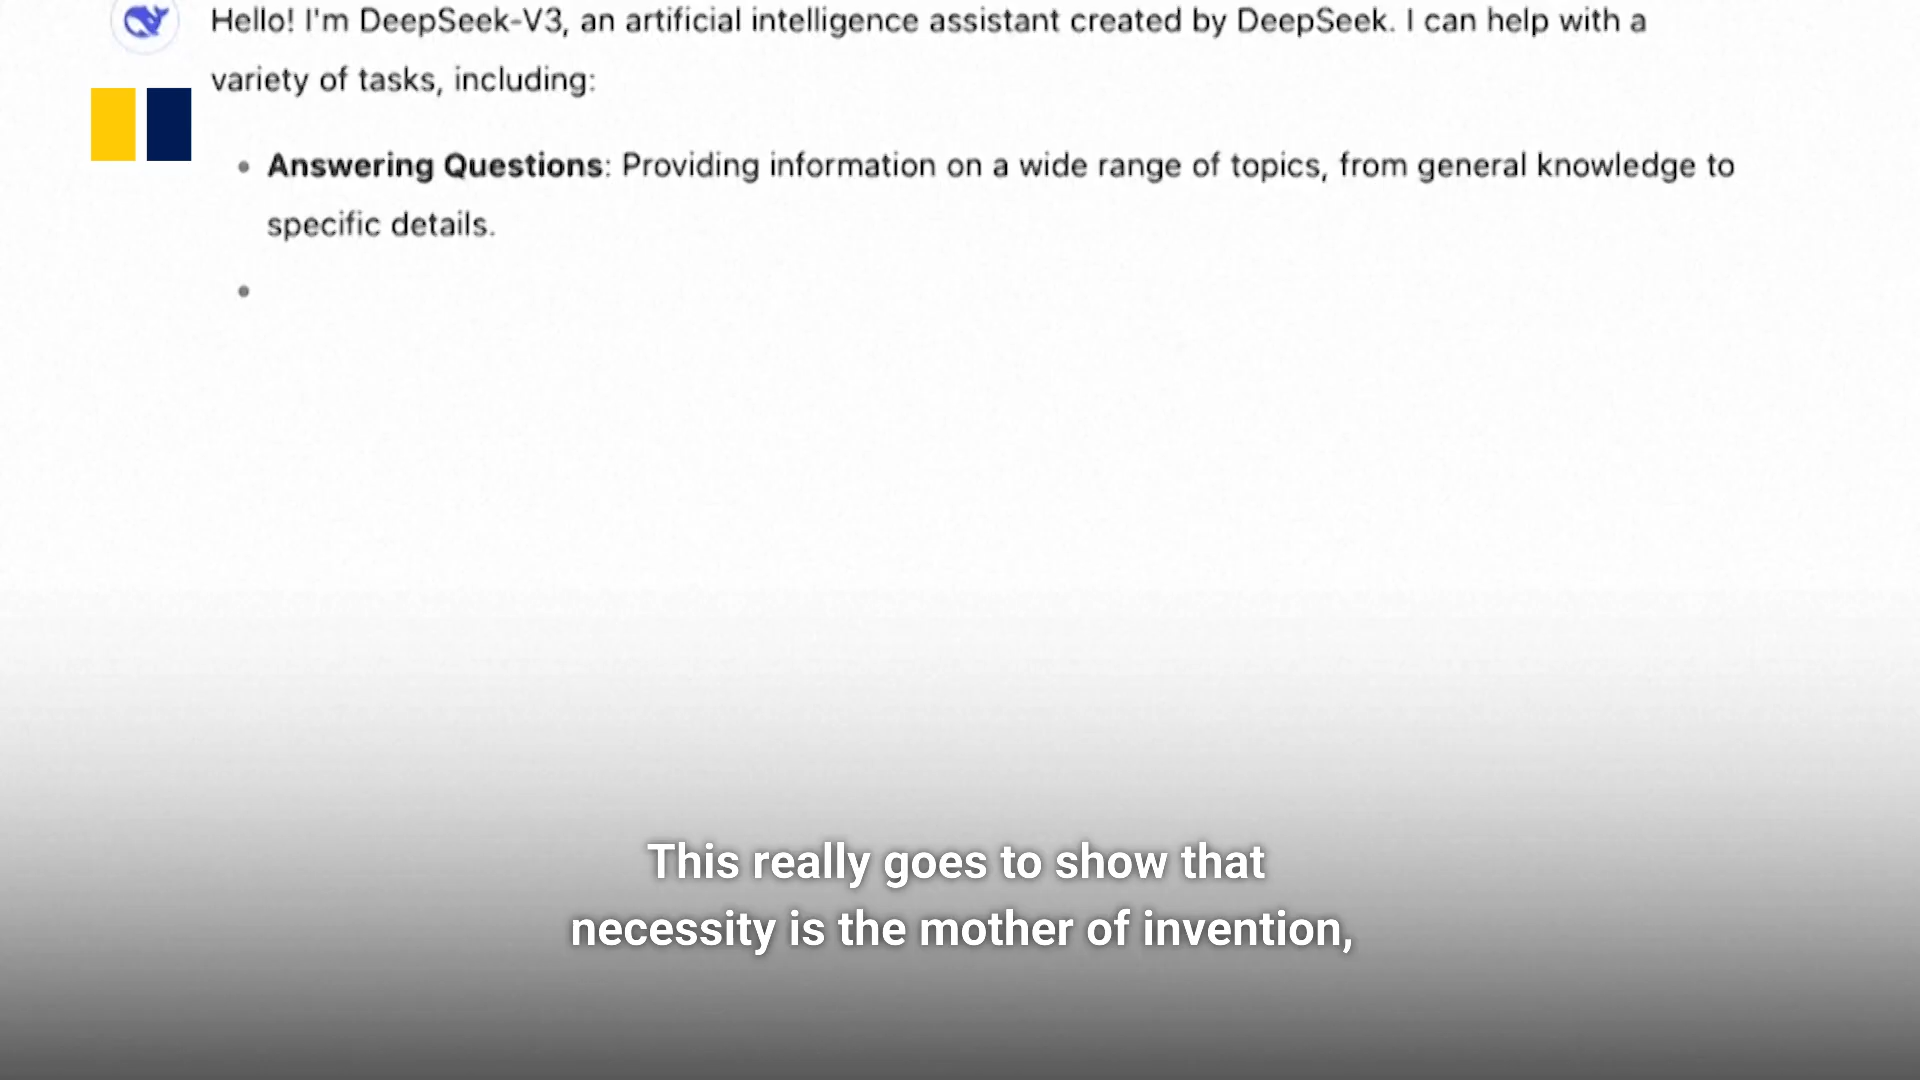 Hello! I'm DeepSeek-V3, an artificial intelligence assistant created by DeepSeek. I can help with a
variety of tasks, including:
• Answering Questions: Providing information on a wide range of topics, from general knowledge to
specific details.
•
This really goes to show that
necessity is the mother of invention,